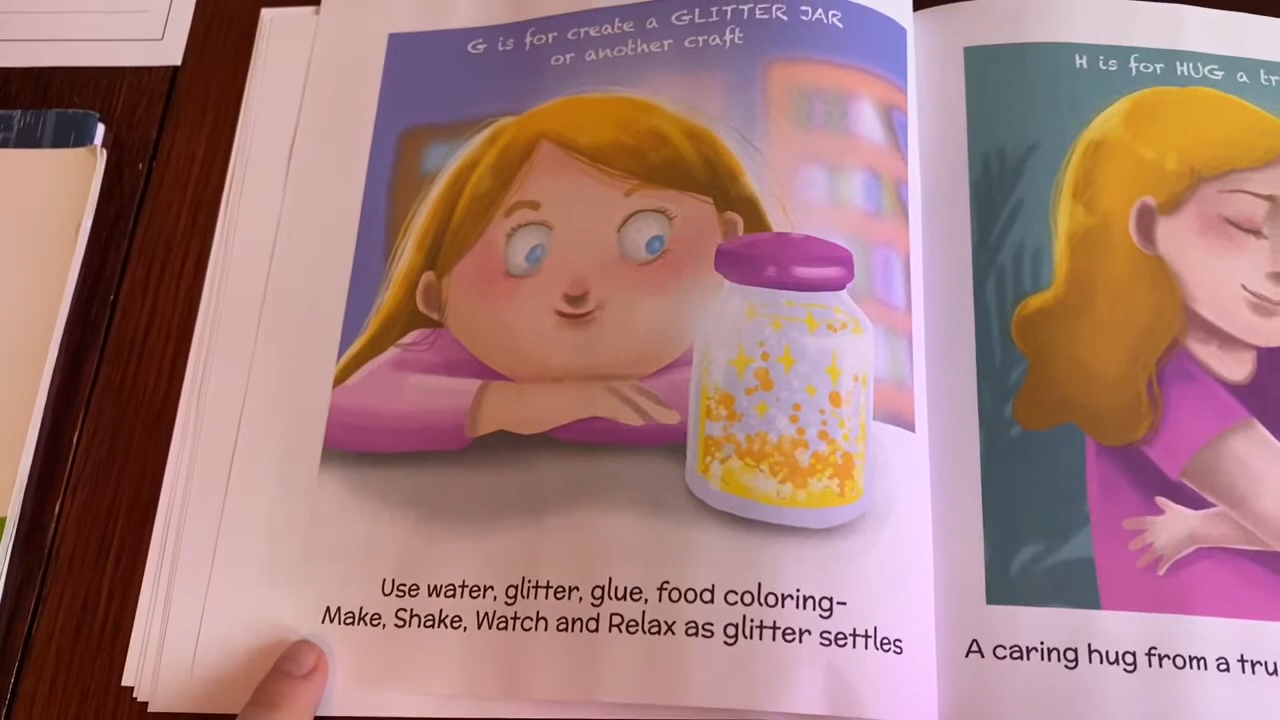 G is for create a GLITTER JAR
or another craft
Use water, glitter, glue, food coloring-
Make, Shake, Watch and Relax as glitter settles
H is for HUG a
A caring hug from a